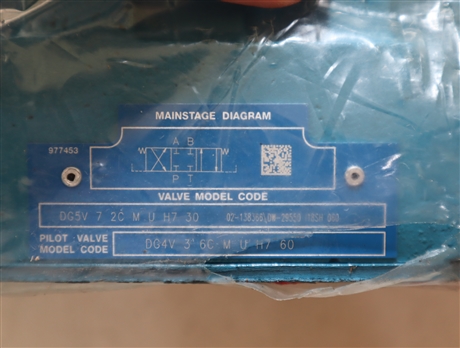 MAINSTAGE DIAGRAM
977453
A B
W W
P T
VALVE MODEL CODE
DG5V 7 2C M U H7 30
PILOT VALVE
MODEL CODE
DG4V 3 6C M U H7 60